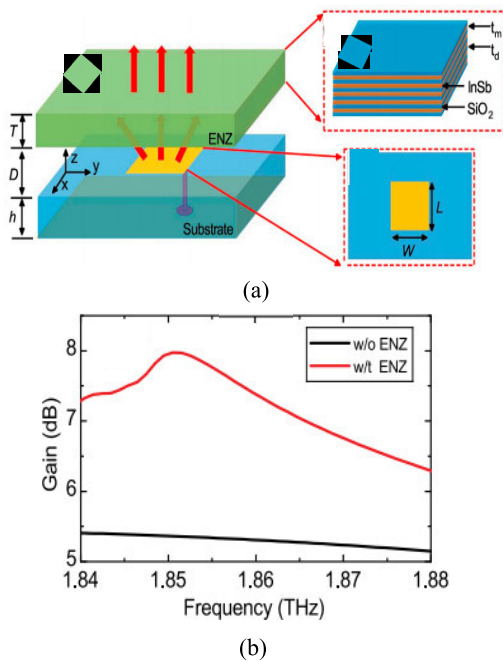 t_m
t_d
InSb
SiO₂
T
ENZ
z
y
x
D
h
Substrate
L
W
(a)
w/o ENZ
w/t ENZ
8
7
6
5
Gain (dB)
1.84 1.85 1.86 1.87 1.88
Frequency (THz)
(b)